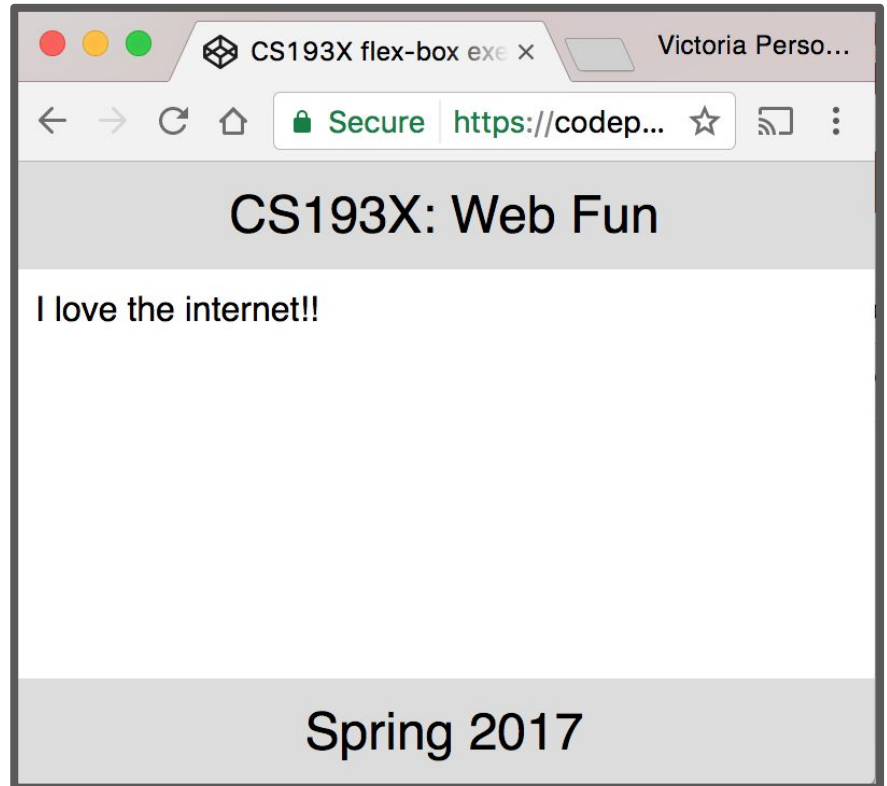 CS193X flex-box exe
Victoria Perso...
Secure https://codep...
CS193X: Web Fun
I love the internet!!
Spring 2017